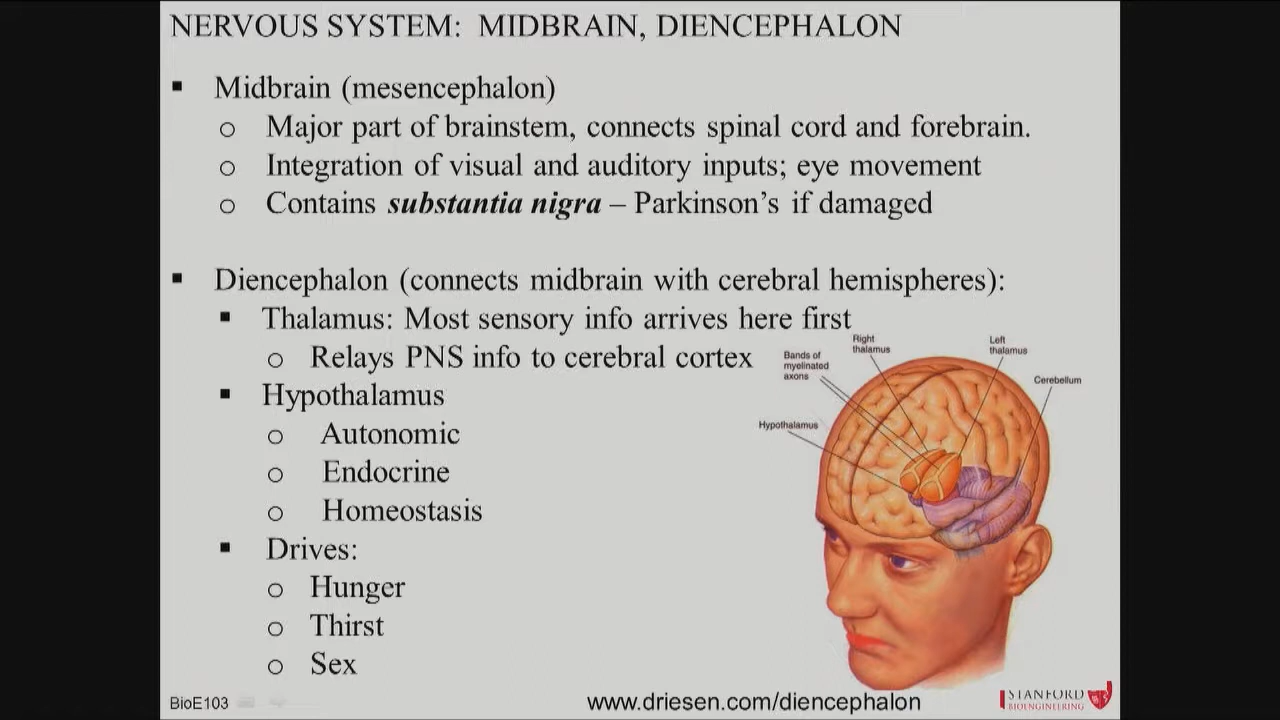 NERVOUS SYSTEM: MIDBRAIN, DIENCEPHALON
▪ Midbrain (mesencephalon)
o Major part of brainstem, connects spinal cord and forebrain.
o Integration of visual and auditory inputs; eye movement
o Contains substantia nigra – Parkinson's if damaged
▪ Diencephalon (connects midbrain with cerebral hemispheres):
▪ Thalamus: Most sensory info arrives here first
o Relays PNS info to cerebral cortex
▪ Hypothalamus
o Autonomic
o Endocrine
o Homeostasis
▪ Drives:
o Hunger
o Thirst
o Sex
Right
thalamus
Left
thalamus
Bands of
myelinated
axons
Cerebellum
Hypothalamus
BioE103
www.driesen.com/diencephalon
STANFORD
BIOENGINEERING